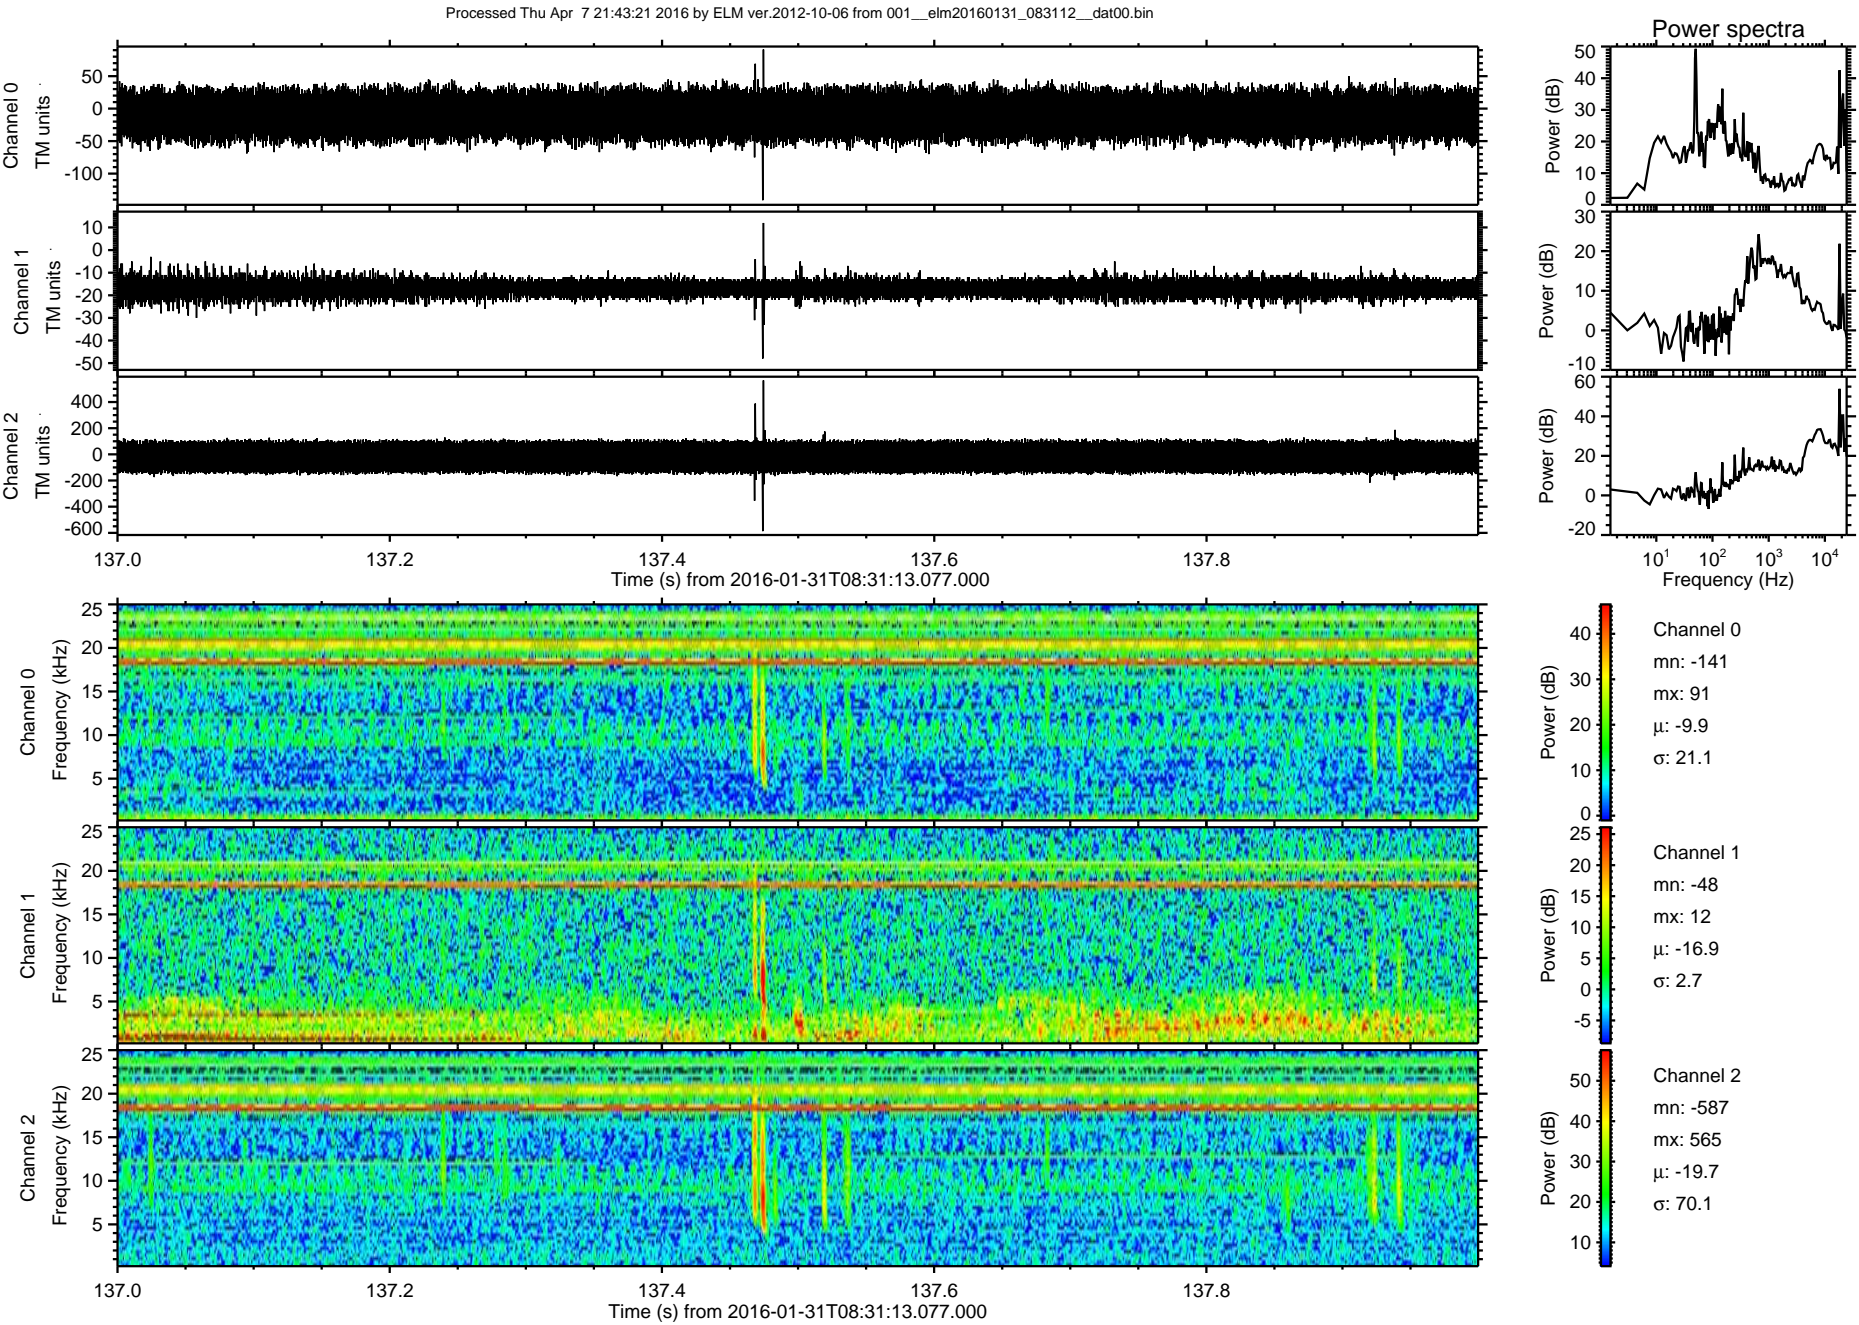 Processed Thu Apr  7 21:43:21 2016 by ELM ver.2012-10-06 from 001__elm20160131_083112__dat00.bin
Power spectra
Channel 0
TM units
50
0
-50
-100
Power (dB)
50
40
30
20
10
0
Channel 1
TM units
10
0
-10
-20
-30
-40
-50
Power (dB)
30
20
10
0
-10
Channel 2
TM units
400
200
0
-200
-400
-600
Power (dB)
60
40
20
0
-20
137.0 137.2 137.4 137.6 137.8
Time (s) from 2016-01-31T08:31:13.077.000
10^1 10^2 10^3 10^4
Frequency (Hz)
Channel 0
Frequency (kHz)
25
20
15
10
5
Power (dB)
40
30
20
10
0
Channel 0
mn: -141
mx: 91
μ: -9.9
σ: 21.1
Channel 1
Frequency (kHz)
25
20
15
10
5
Power (dB)
25
20
15
10
5
0
-5
Channel 1
mn: -48
mx: 12
μ: -16.9
σ: 2.7
Channel 2
Frequency (kHz)
25
20
15
10
5
Power (dB)
50
40
30
20
10
Channel 2
mn: -587
mx: 565
μ: -19.7
σ: 70.1
137.0 137.2 137.4 137.6 137.8
Time (s) from 2016-01-31T08:31:13.077.000